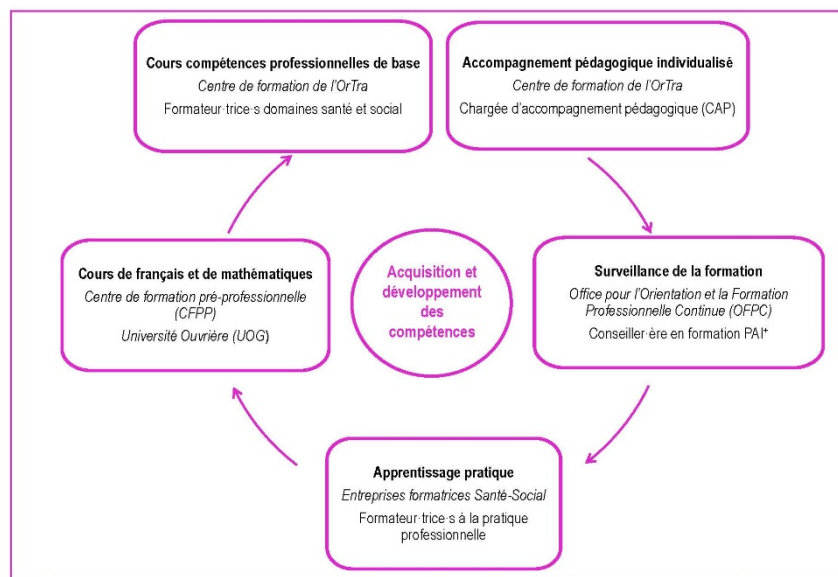 Cours compétences professionnelles de base
Centre de formation de l'OrTra
Formateur·trice·s domaines santé et social
Accompagnement pédagogique individualisé
Centre de formation de l'OrTra
Chargée d'accompagnement pédagogique (CAP)
Cours de français et de mathématiques
Centre de formation pré-professionnelle
(CFPP)
Université Ouvrière (UOG)
Acquisition et
développement
des
compétences
Surveillance de la formation
Office pour l'Orientation et la Formation
Professionnelle Continue (OFPC)
Conseiller·ère en formation PAI⁺
Apprentissage pratique
Entreprises formatrices Santé-Social
Formateur·trice·s à la pratique
professionnelle